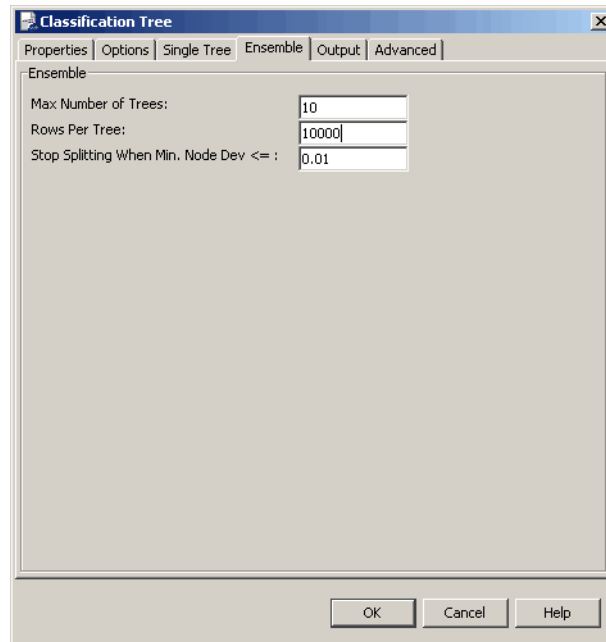 Classification Tree
Properties Options Single Tree Ensemble Output Advanced
Ensemble
Max Number of Trees: 10
Rows Per Tree: 10000
Stop Splitting When Min. Node Dev <= : 0.01
OK Cancel Help